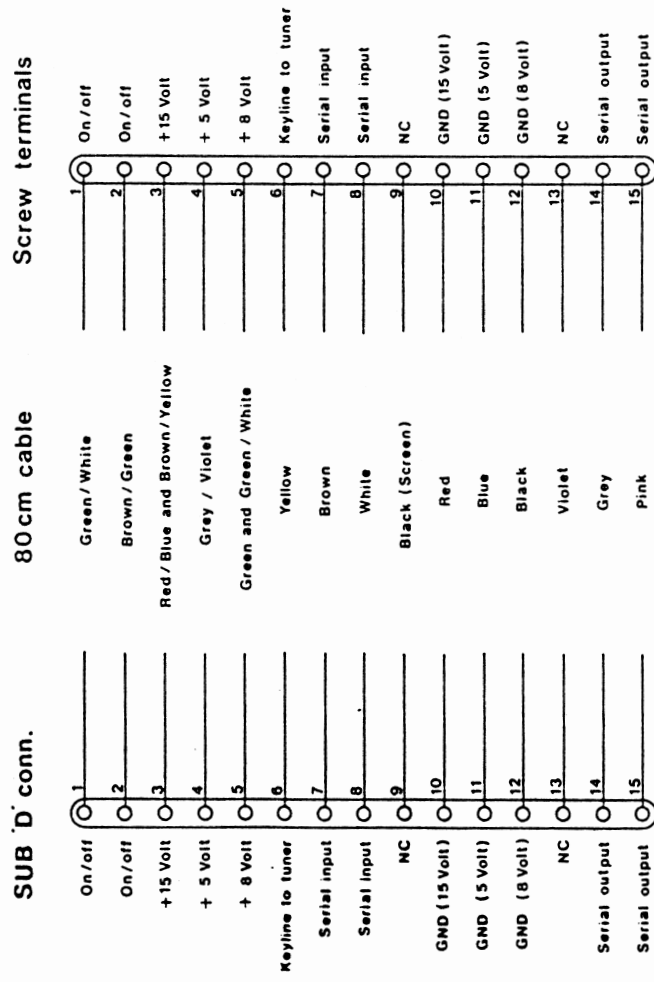 SUB 'D' conn. 80cm cable Screw terminals
On/off 1 Green/White 1 On/off
On/off 2 Brown/Green 2 On/off
+15 Volt 3 Red/Blue and Brown/Yellow 3 +15 Volt
+ 5 Volt 4 Grey / Violet 4 + 5 Volt
+ 8 Volt 5 Green and Green / White 5 + 8 Volt
Keyline to tuner 6 Yellow 6 Keyline to tuner
Serial input 7 Brown 7 Serial input
Serial input 8 White 8 Serial input
NC 9 Black (Screen) 9 NC
GND (15 Volt) 10 Red 10 GND (15 Volt)
GND (5 Volt) 11 Blue 11 GND (5 Volt)
GND (8 Volt) 12 Black 12 GND (8 Volt)
NC 13 Violet 13 NC
Serial output 14 Grey 14 Serial output
Serial output 15 Pink 15 Serial output